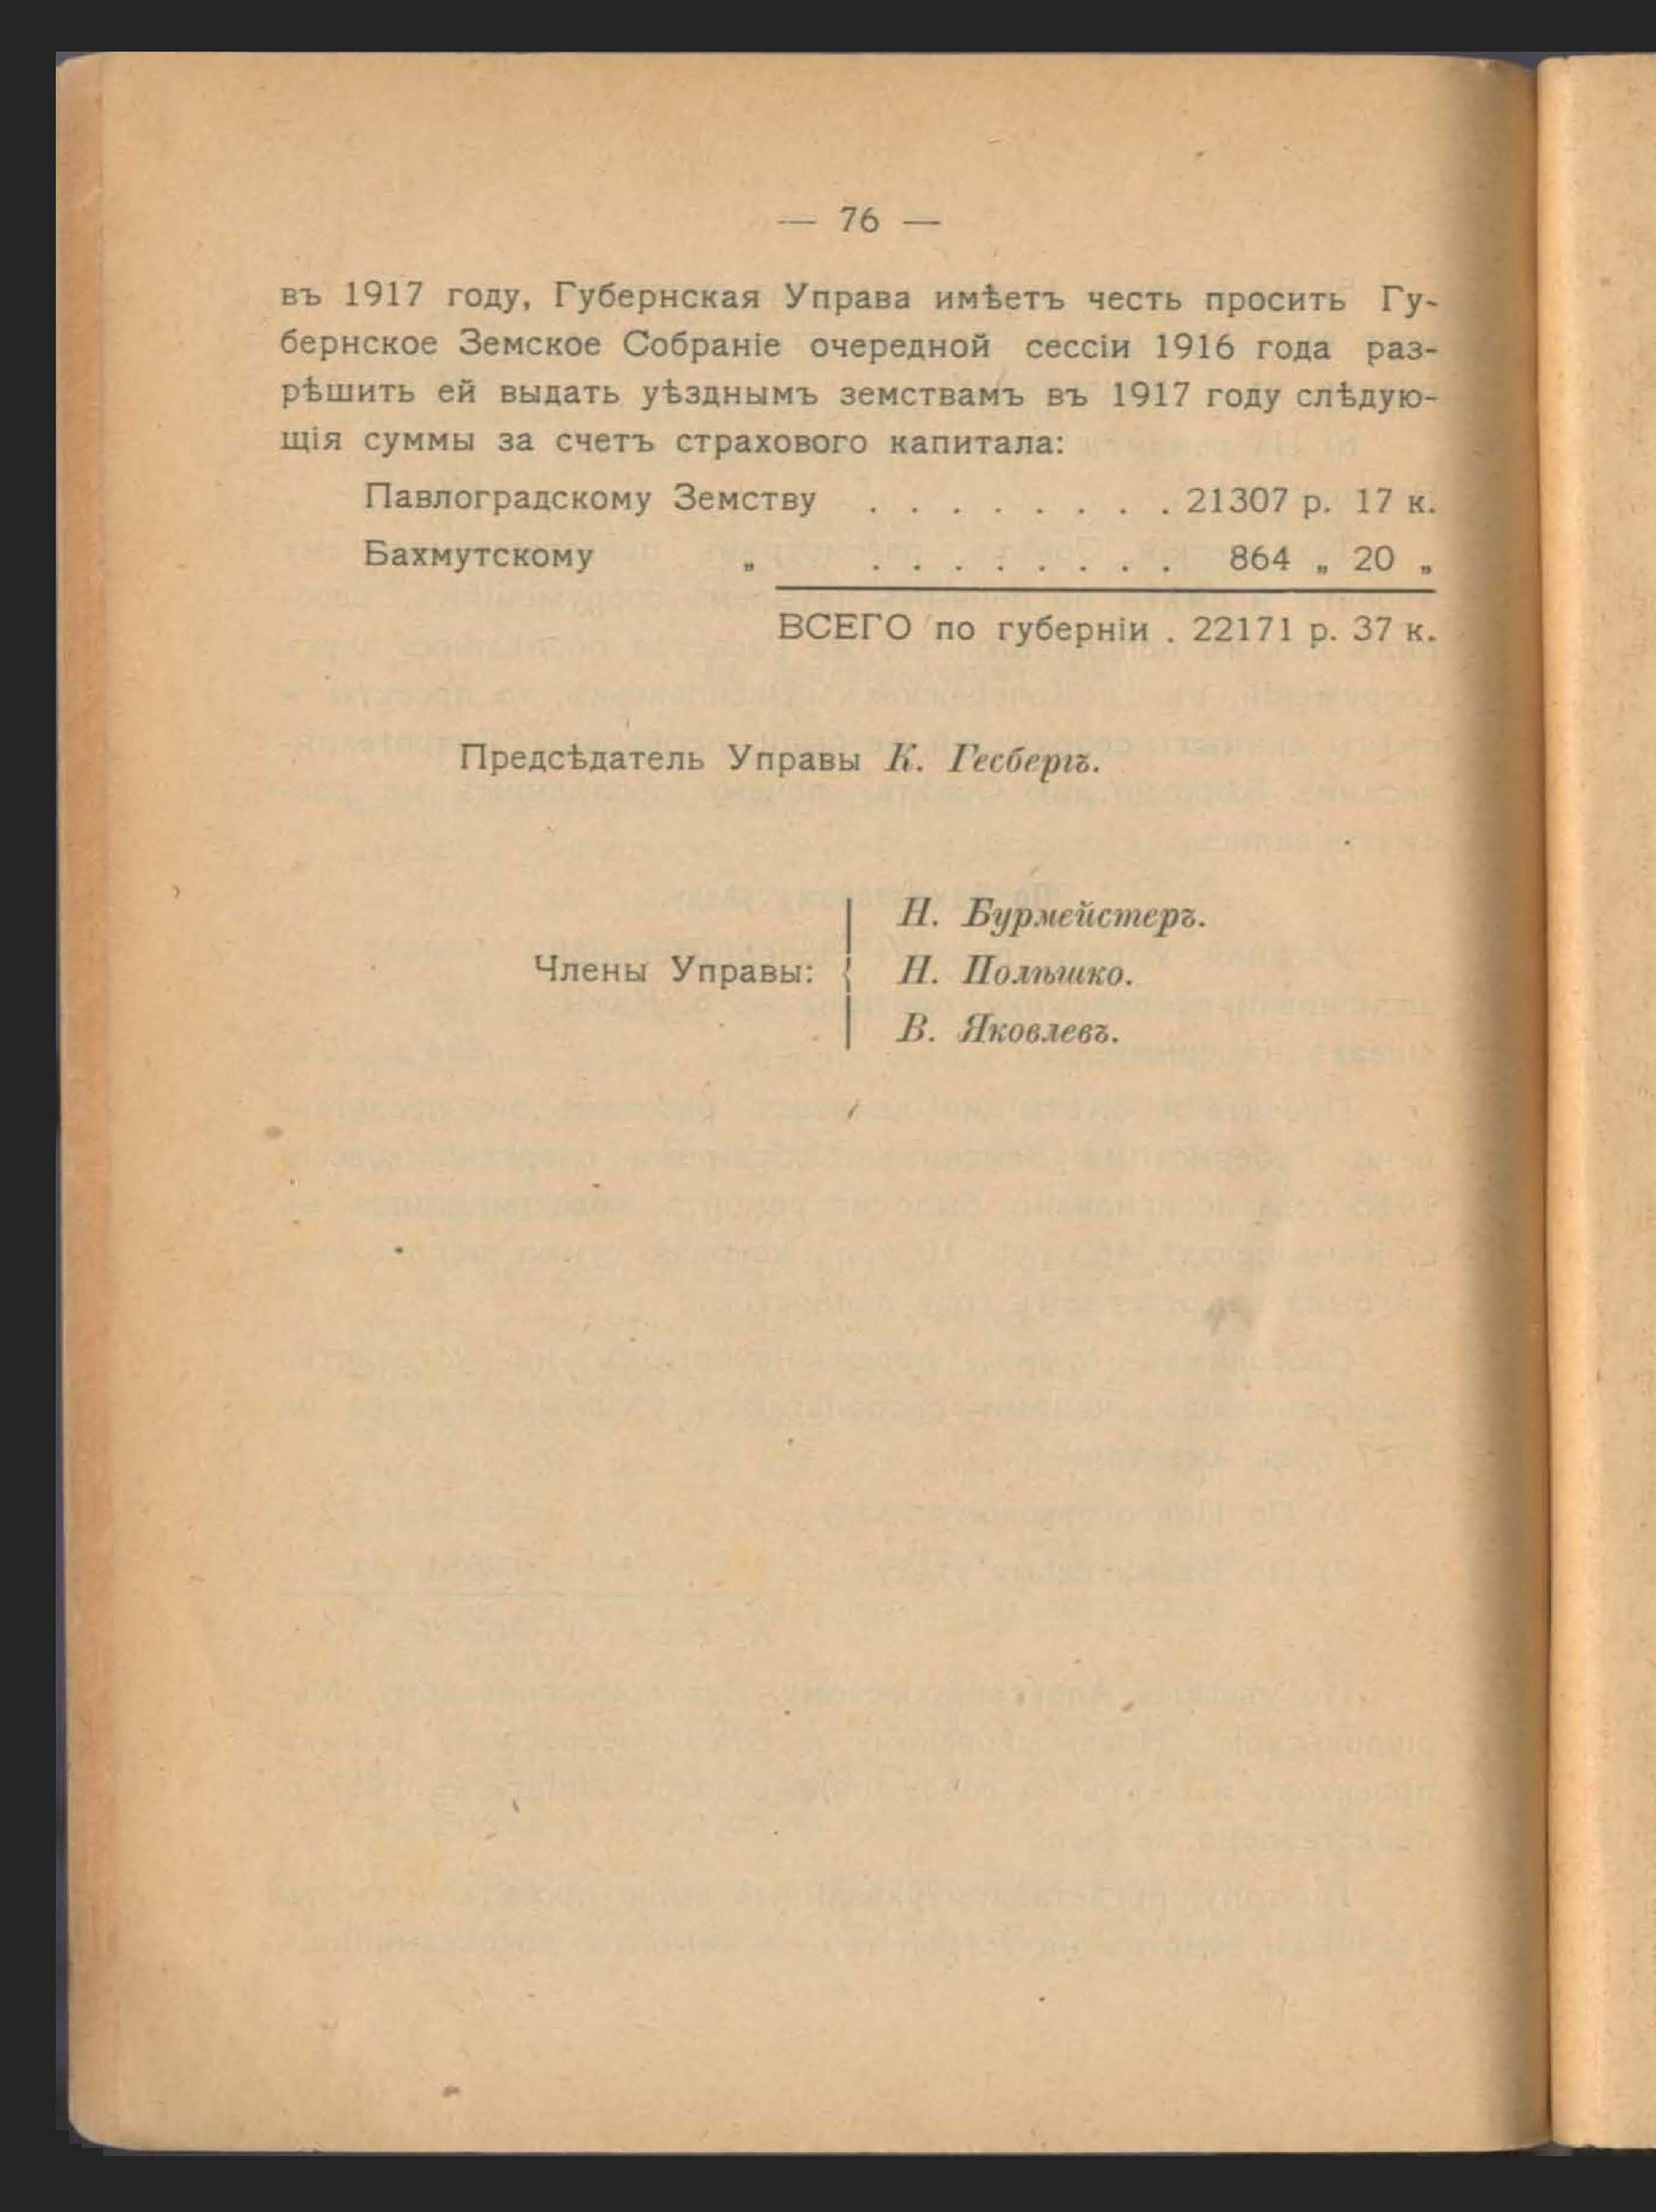 — 76 —
въ 1917 году, Губернская Управа имѣетъ честь просить Гу-
бернское Земское Собраніе очередной сессіи 1916 года раз-
рѣшить ей выдать уѣзднымъ земствамъ въ 1917 году слѣдую-
щія суммы за счетъ страхового капитала:
Павлоградскому Земству . . . . . . . . 21307 р. 17 к.
Бахмутскому „ . . . . . . . . 864 „ 20 „
ВСЕГО по губерніи . 22171 р. 37 к.
Предсѣдатель Управы К. Гесбергъ.
Н. Бурмейстеръ.
Члены Управы: Н. Полѣшко.
В. Яковлевъ.